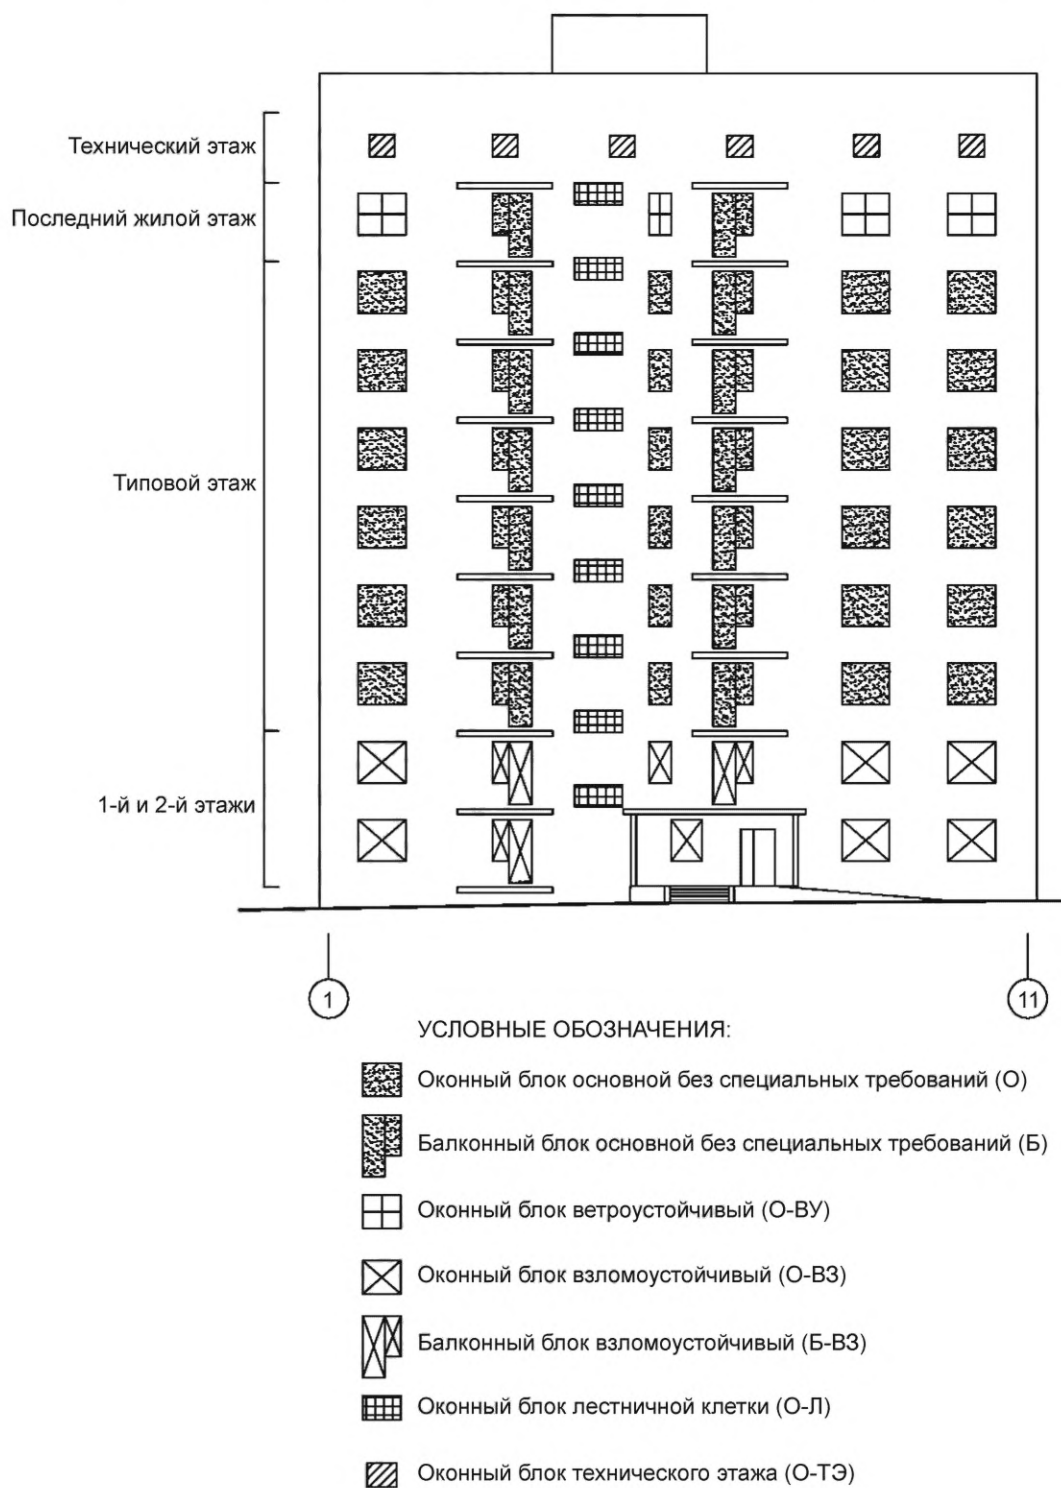 Технический этаж
Последний жилой этаж
Типовой этаж
1-й и 2-й этажи
1
11
УСЛОВНЫЕ ОБОЗНАЧЕНИЯ:
Оконный блок основной без специальных требований (О)
Балконный блок основной без специальных требований (Б)
Оконный блок ветроустойчивый (О-ВУ)
Оконный блок взломоустойчивый (О-ВЗ)
Балконный блок взломоустойчивый (Б-ВЗ)
Оконный блок лестничной клетки (О-Л)
Оконный блок технического этажа (О-ТЭ)